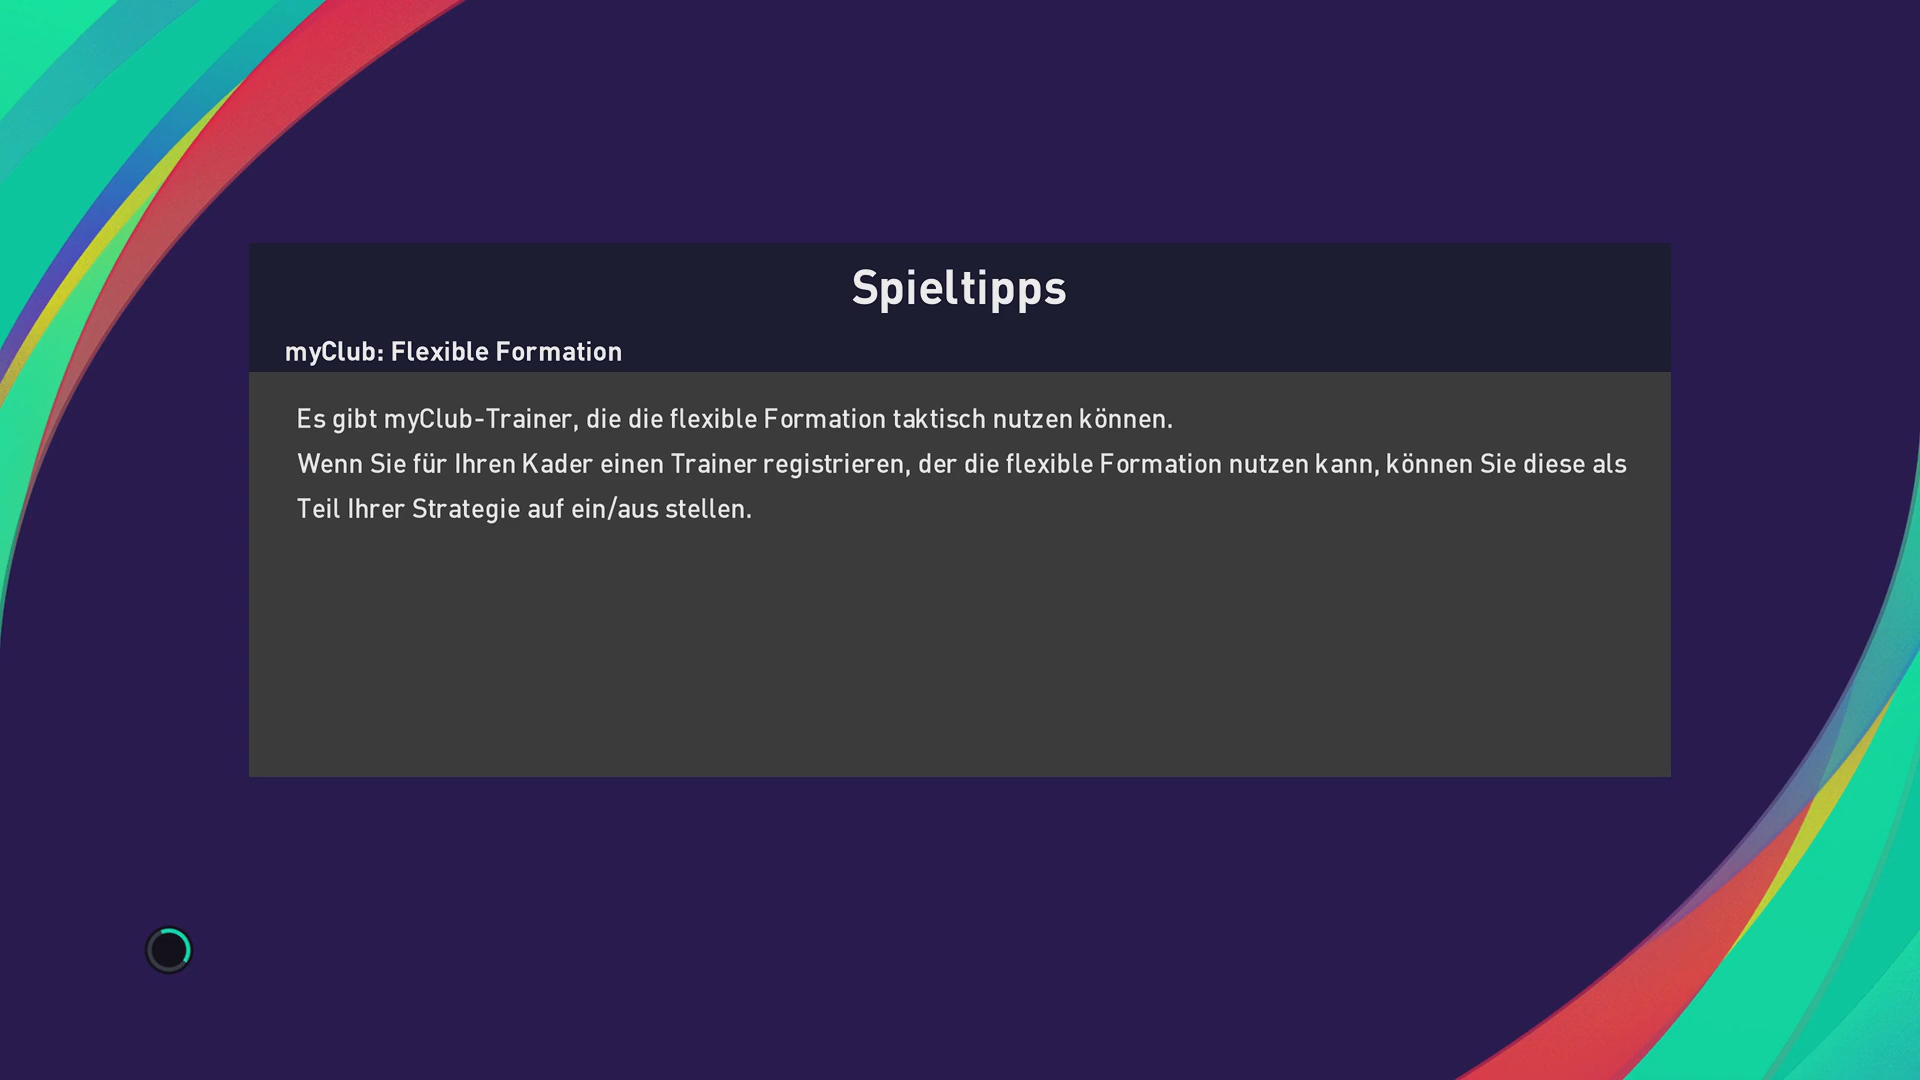 Spieltipps
myClub: Flexible Formation
Es gibt myClub-Trainer, die die flexible Formation taktisch nutzen können.
Wenn Sie für Ihren Kader einen Trainer registrieren, der die flexible Formation nutzen kann, können Sie diese als
Teil Ihrer Strategie auf ein/aus stellen.